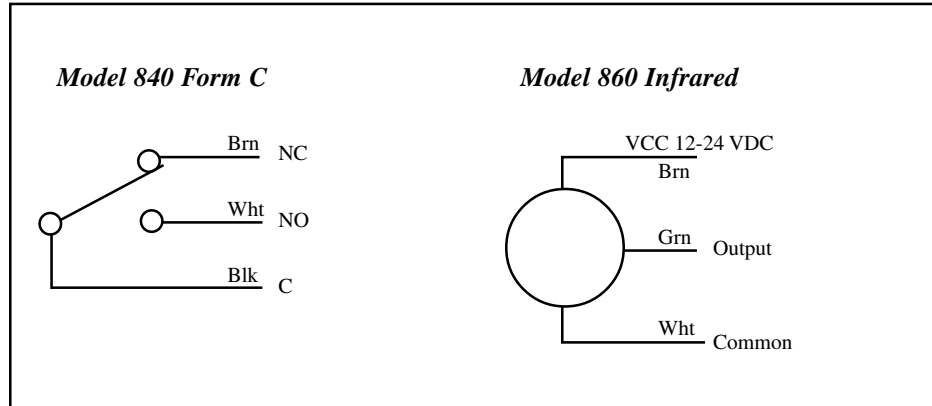 Model 840 Form C
Brn NC
Wht NO
Blk C
Model 860 Infrared
VCC 12-24 VDC
Brn
Grn Output
Wht Common